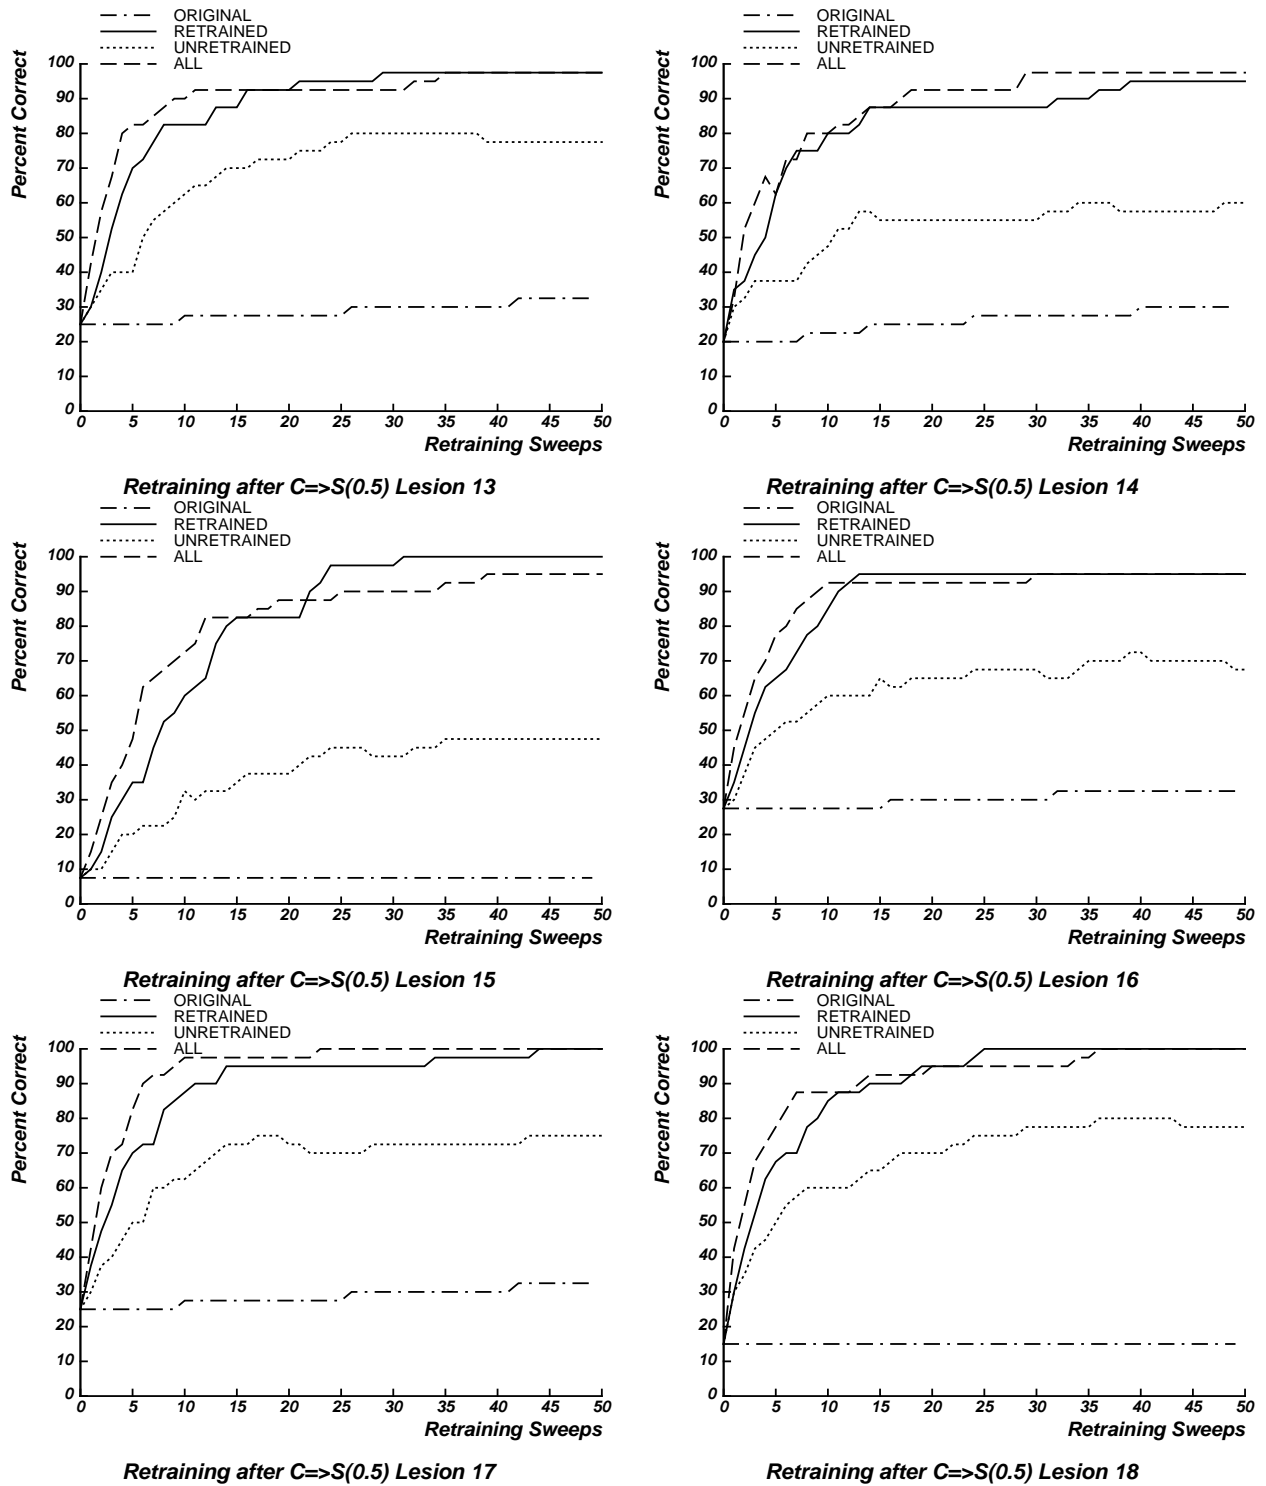 ORIGINAL
RETRAINED
UNRETRAINED
ALL
Percent Correct
100
90
80
70
60
50
40
30
20
10
0
0 5 10 15 20 25 30 35 40 45 50
Retraining Sweeps
Retraining after C=>S(0.5) Lesion 13
ORIGINAL
RETRAINED
UNRETRAINED
ALL
Percent Correct
100
90
80
70
60
50
40
30
20
10
0
0 5 10 15 20 25 30 35 40 45 50
Retraining Sweeps
Retraining after C=>S(0.5) Lesion 14
ORIGINAL
RETRAINED
UNRETRAINED
ALL
Percent Correct
100
90
80
70
60
50
40
30
20
10
0
0 5 10 15 20 25 30 35 40 45 50
Retraining Sweeps
Retraining after C=>S(0.5) Lesion 15
ORIGINAL
RETRAINED
UNRETRAINED
ALL
Percent Correct
100
90
80
70
60
50
40
30
20
10
0
0 5 10 15 20 25 30 35 40 45 50
Retraining Sweeps
Retraining after C=>S(0.5) Lesion 16
ORIGINAL
RETRAINED
UNRETRAINED
ALL
Percent Correct
100
90
80
70
60
50
40
30
20
10
0
0 5 10 15 20 25 30 35 40 45 50
Retraining Sweeps
Retraining after C=>S(0.5) Lesion 17
ORIGINAL
RETRAINED
UNRETRAINED
ALL
Percent Correct
100
90
80
70
60
50
40
30
20
10
0
0 5 10 15 20 25 30 35 40 45 50
Retraining Sweeps
Retraining after C=>S(0.5) Lesion 18